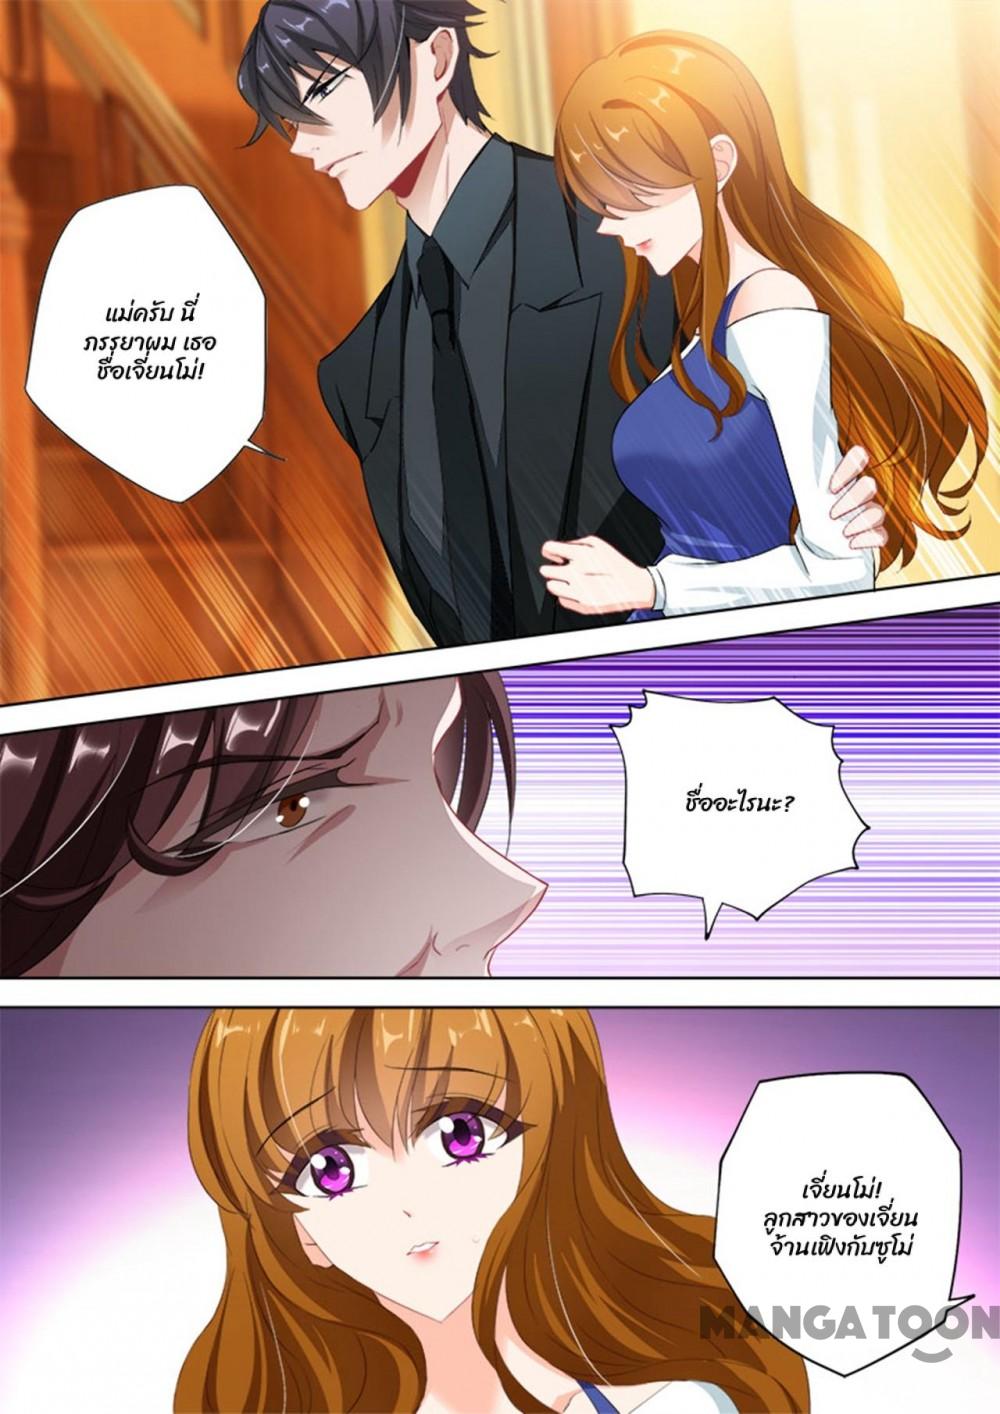 แม่ครับ นี่
ภรรยาผม เธอ
ชื่อเจี่ยนโม่!
ชื่ออะไรนะ?
เจี่ยนโม่!
ลูกสาวของเจี่ยน
จ้านเฟิงกับซูโม่
MANGATOON